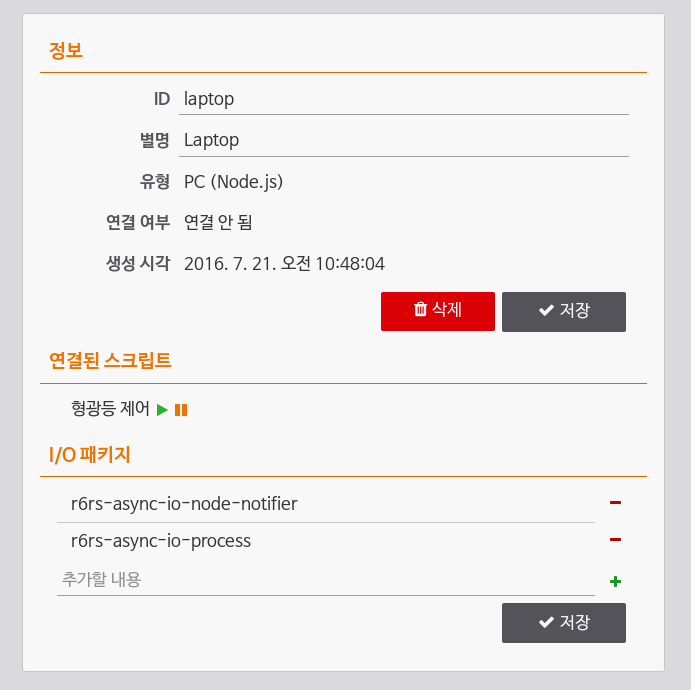 정보
ID laptop
별명 Laptop
유형 PC (Node.js)
연결 여부 연결 안 됨
생성 시각 2016. 7. 21. 오전 10:48:04
삭제 저장
연결된 스크립트
형광등 제어
I/O 패키지
r6rs-async-io-node-notifier
r6rs-async-io-process
추가할 내용
저장